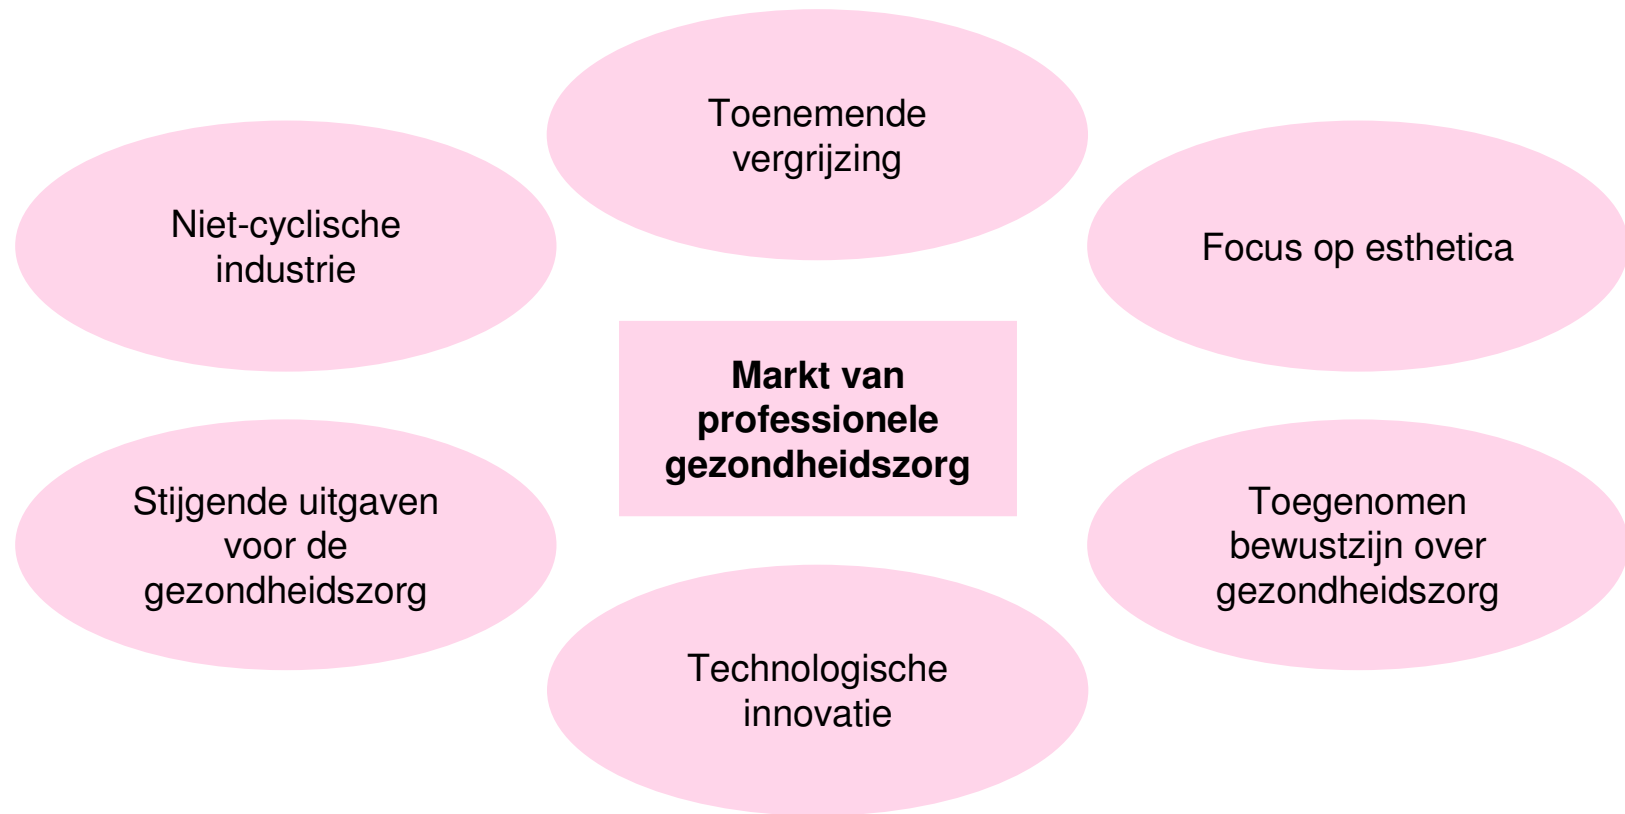 Toenemende
vergrijzing
Niet-cyclische
industrie
Focus op esthetica
Markt van
professionele
gezondheidszorg
Stijgende uitgaven
voor de
gezondheidszorg
Toegenomen
bewustzijn over
gezondheidszorg
Technologische
innovatie